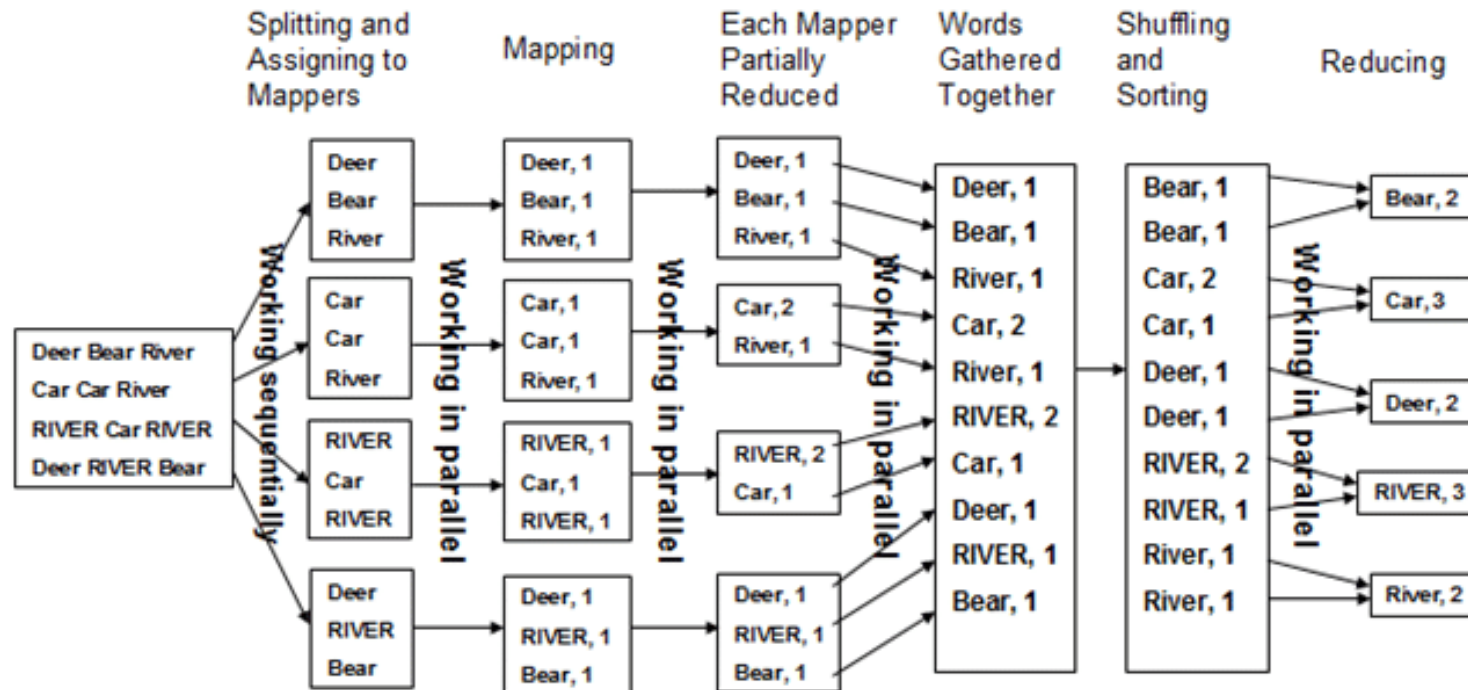 Splitting and
Assigning to
Mappers
Mapping
Each Mapper
Partially
Reduced
Words
Gathered
Together
Shuffling
and
Sorting
Reducing
Deer Bear River
Car Car River
RIVER Car RIVER
Deer RIVER Bear
Working sequentially
Deer
Bear
River
Car
Car
River
RIVER
Car
RIVER
Deer
RIVER
Bear
Working in parallel
Deer, 1
Bear, 1
River, 1
Car, 1
Car, 1
River, 1
RIVER, 1
Car, 1
RIVER, 1
Deer, 1
RIVER, 1
Bear, 1
Working in parallel
Deer, 1
Bear, 1
River, 1
Car, 2
River, 1
RIVER, 2
Car, 1
Deer, 1
RIVER, 1
Bear, 1
Working in parallel
Deer, 1
Bear, 1
River, 1
Car, 2
River, 1
RIVER, 2
Car, 1
Deer, 1
RIVER, 1
Bear, 1
Bear, 1
Bear, 1
Car, 2
Car, 1
Deer, 1
Deer, 1
RIVER, 2
RIVER, 1
River, 1
River, 1
Working in parallel
Bear, 2
Car, 3
Deer, 2
RIVER, 3
River, 2